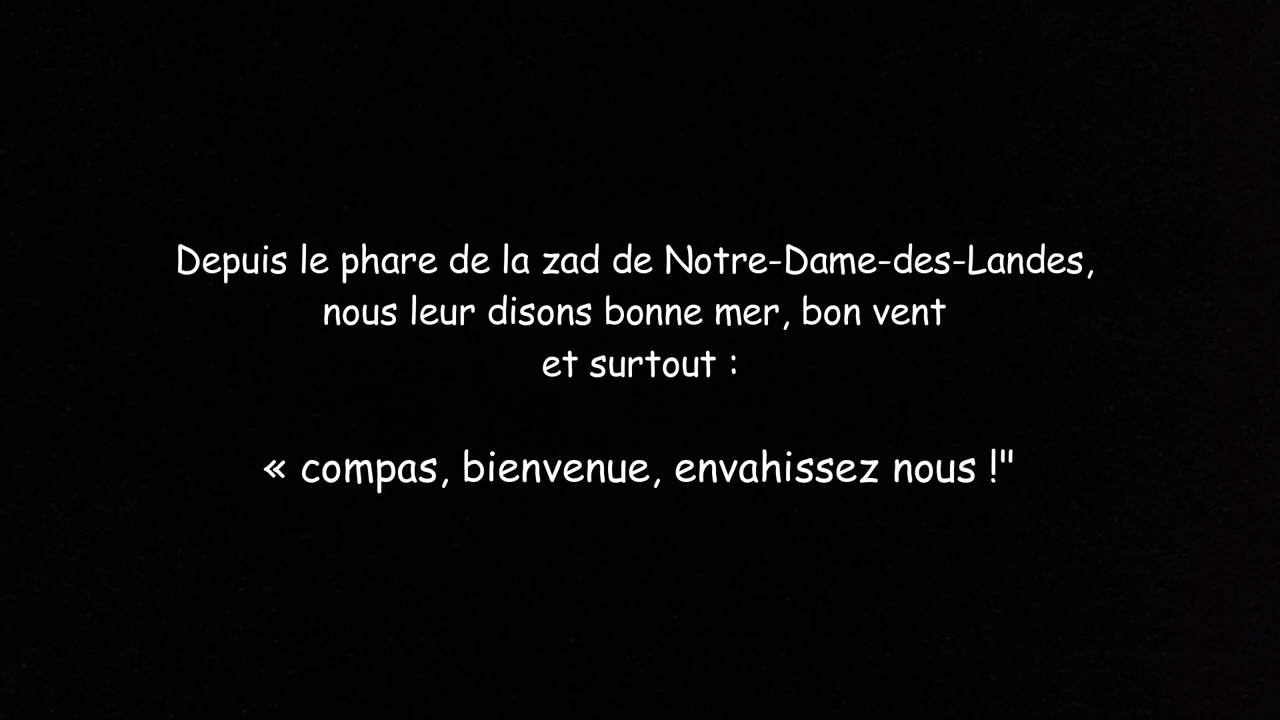 Depuis le phare de la zad de Notre-Dame-des-Landes,
nous leur disons bonne mer, bon vent
et surtout :
« compas, bienvenue, envahissez nous !"